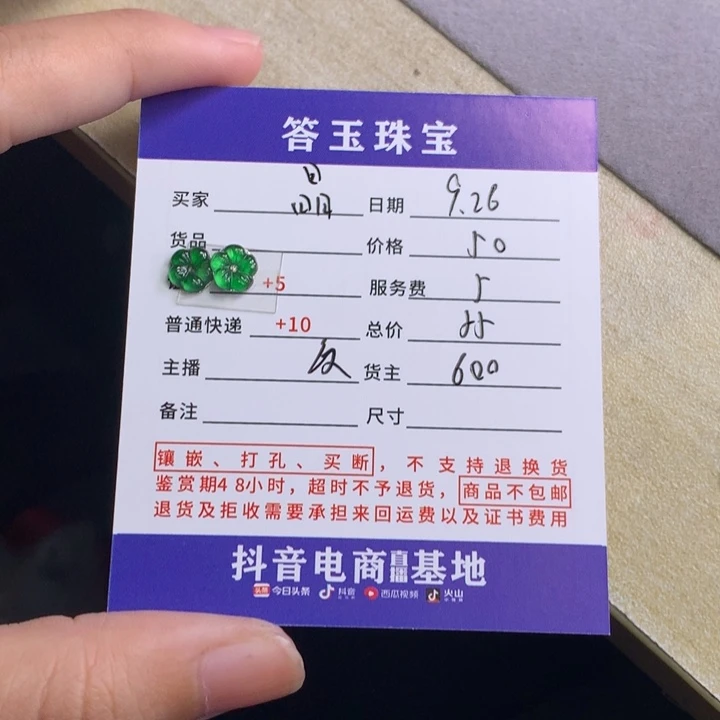 答玉珠宝
买家 晶 日期 9.26
货品 价格 50
+5 服务费 5
普通快递 +10 总价 55
主播 货主 600
备注 尺寸
镶嵌、打孔、买断，不支持退换货
鉴赏期48小时，超时不予退货，商品不包邮
退货及拒收需要承担来回运费以及证书费用
抖音电商直播基地
头条 今日头条 抖音 西瓜视频 火山